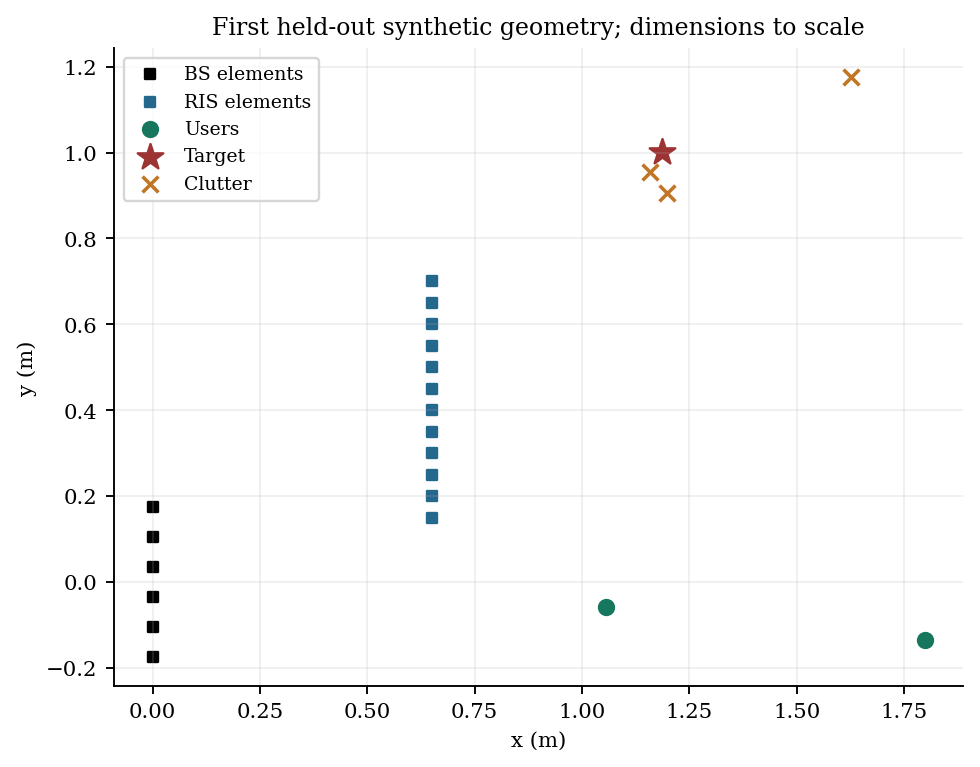 First held-out synthetic geometry; dimensions to scale
BS elements
RIS elements
Users
Target
Clutter
y (m)
1.2
1.0
0.8
0.6
0.4
0.2
0.0
−0.2
0.00 0.25 0.50 0.75 1.00 1.25 1.50 1.75
x (m)